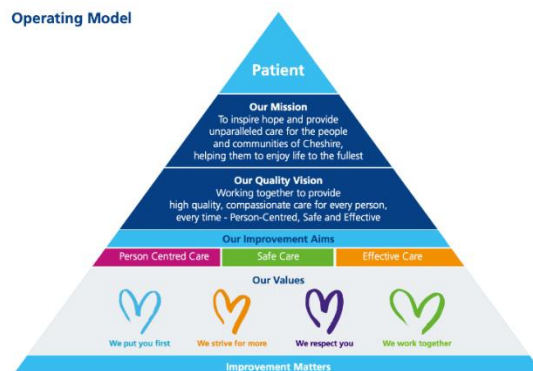 Operating Model
Patient
Our Mission
To inspire hope and provide
unparalleled care for the people
and communities of Cheshire,
helping them to enjoy life to the fullest
Our Quality Vision
Working together to provide
high quality, compassionate care for every person,
every time - Person-Centred, Safe and Effective
Our Improvement Aims
Person Centred Care Safe Care Effective Care
Our Values
We put you first We strive for more We respect you We work together
Improvement Matters